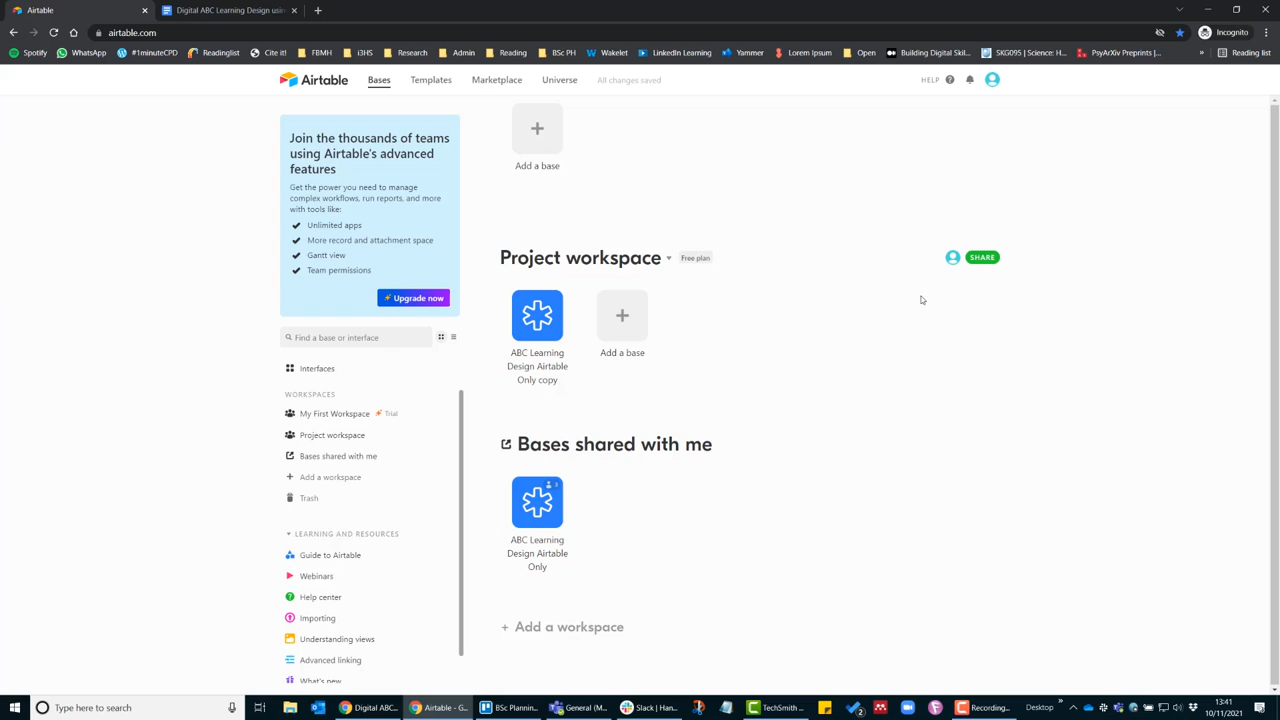 Airtable
Digital ABC Learning Design usin
airtable.com
Incognito
Spotify
WhatsApp
#1minuteCPD
Readinglist
Cite it!
FBMH
i3HS
Research
Admin
Reading
BSc PH
Wakelet
LinkedIn Learning
Yammer
Lorem Ipsum
Open
Building Digital Skil...
SKG095 | Science: H...
PsyArXiv Preprints |...
Reading list
Airtable
Bases
Templates
Marketplace
Universe
All changes saved
HELP
Join the thousands of teams
using Airtable's advanced
features
Get the power you need to manage
complex workflows, run reports, and more
with tools like:
Unlimited apps
More record and attachment space
Gantt view
Team permissions
Upgrade now
Find a base or interface
Interfaces
WORKSPACES
My First Workspace Trial
Project workspace
Bases shared with me
Add a workspace
Trash
LEARNING AND RESOURCES
Guide to Airtable
Webinars
Help center
Importing
Understanding views
Advanced linking
What's new
Add a base
Project workspace Free plan
SHARE
ABC Learning
Design Airtable
Only copy
Add a base
Bases shared with me
ABC Learning
Design Airtable
Only
+ Add a workspace
Type here to search
Digital ABC...
Airtable - G...
BSc Plannin...
General (M...
Slack | Han...
TechSmith ...
Recording...
Desktop
13:41
10/11/2021